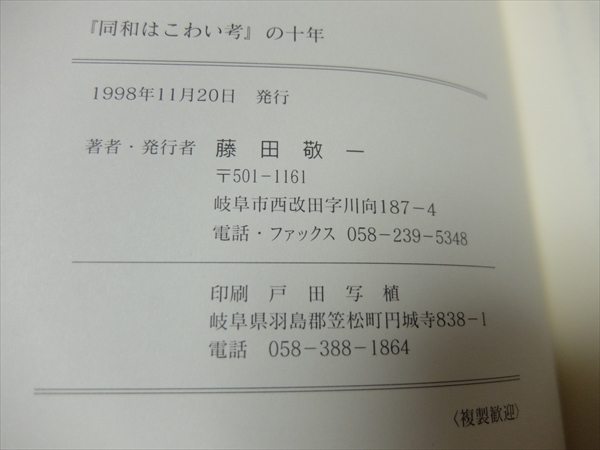 『同和はこわい考』の十年
1998年11月20日　発行
著者・発行者　藤田敬一
〒501-1161
岐阜市西改田字川向187-4
電話・ファックス 058-239-5348
印刷　戸田写植
岐阜県羽島郡笠松町円城寺838-1
電話　058-388-1864
〈複製歓迎〉